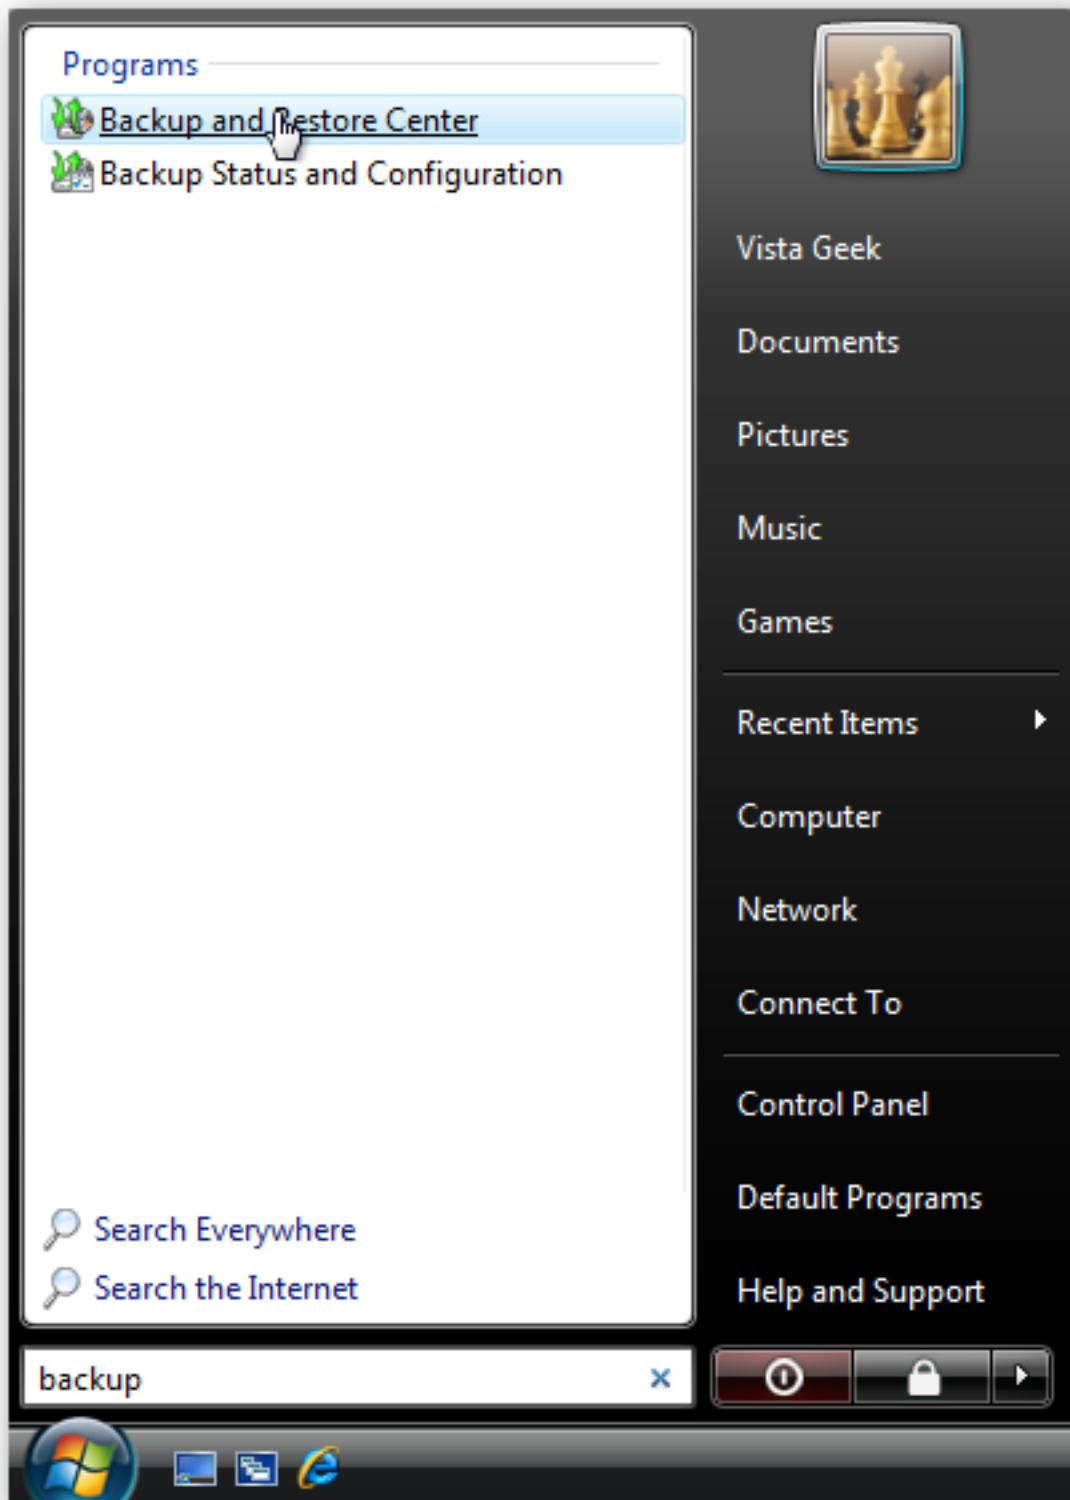 Programs
Backup and Restore Center
Backup Status and Configuration
Search Everywhere
Search the Internet
backup
Vista Geek
Documents
Pictures
Music
Games
Recent Items
Computer
Network
Connect To
Control Panel
Default Programs
Help and Support